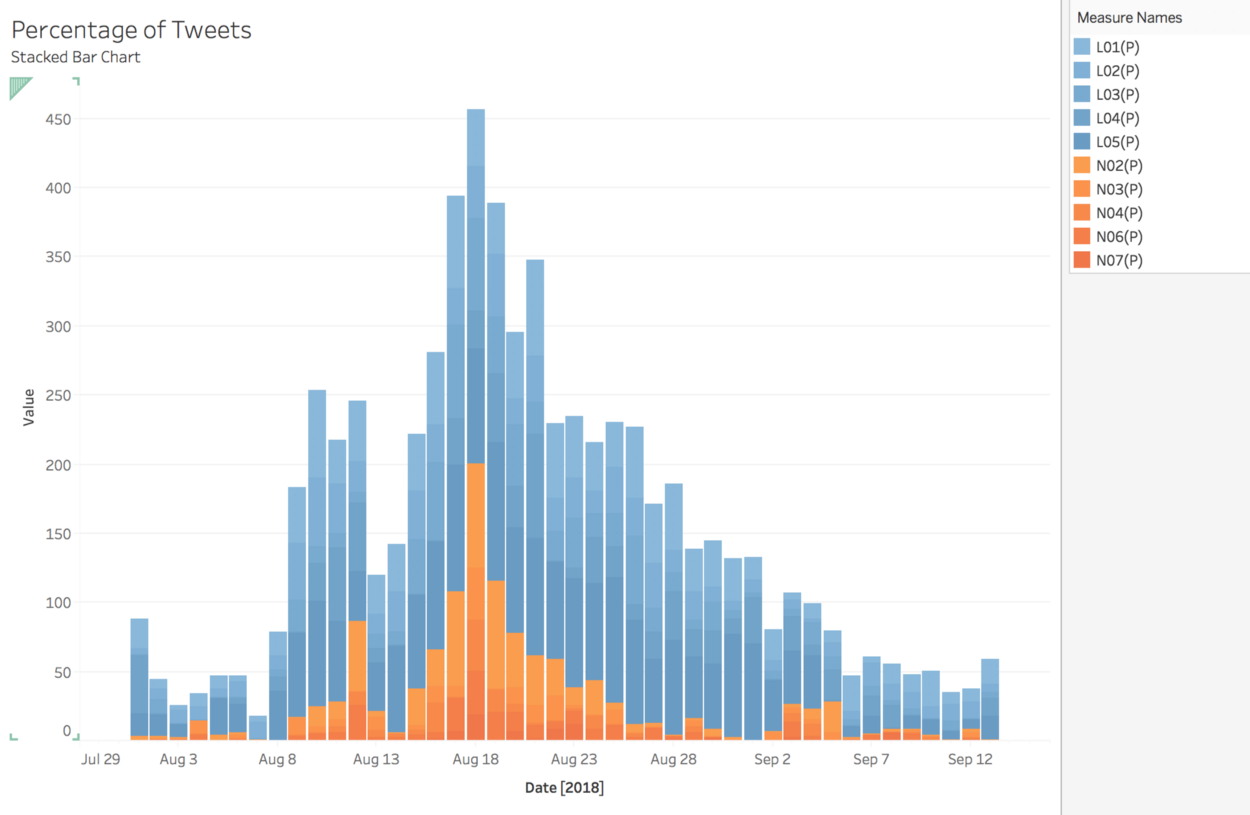 Percentage of Tweets
Stacked Bar Chart
450
400
350
300
250
200
150
100
50
0
Value
Jul 29 Aug 3 Aug 8 Aug 13 Aug 18 Aug 23 Aug 28 Sep 2 Sep 7 Sep 12
Date [2018]
Measure Names
L01(P)
L02(P)
L03(P)
L04(P)
L05(P)
N02(P)
N03(P)
N04(P)
N06(P)
N07(P)